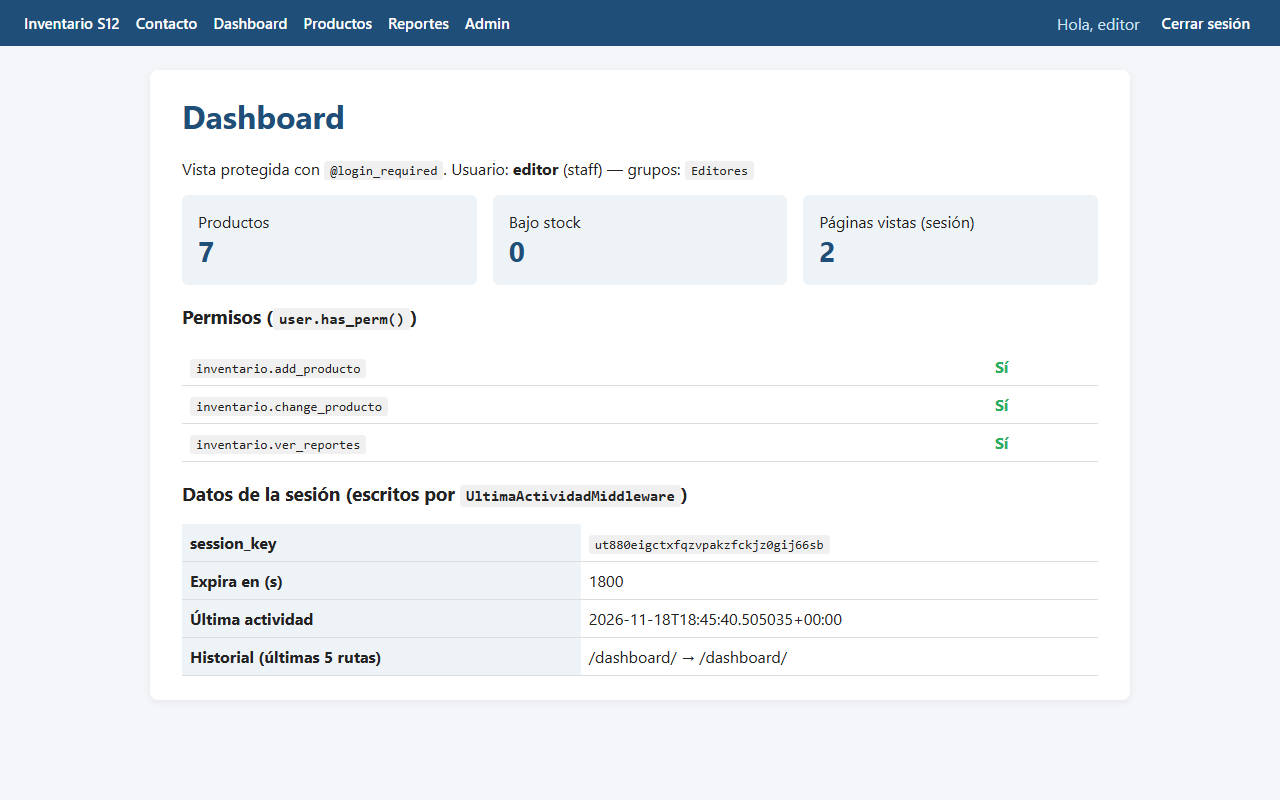 Inventario S12 Contacto Dashboard Productos Reportes Admin Hola, editor Cerrar sesión
Dashboard
Vista protegida con @login_required. Usuario: editor (staff) — grupos: Editores
Productos
7
Bajo stock
0
Páginas vistas (sesión)
2
Permisos ( user.has_perm() )
inventario.add_producto Sí
inventario.change_producto Sí
inventario.ver_reportes Sí
Datos de la sesión (escritos por UltimaActividadMiddleware )
session_key ut880eigctxfqzvpakzfckjz0gij66sb
Expira en (s) 1800
Última actividad 2026-11-18T18:45:40.505035+00:00
Historial (últimas 5 rutas) /dashboard/ → /dashboard/